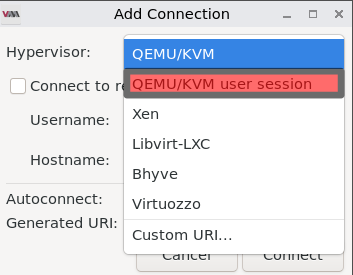 Add Connection
Hypervisor:
QEMU/KVM
QEMU/KVM user session
Connect to re
Xen
Username:
Libvirt-LXC
Hostname:
Bhyve
Autoconnect:
Virtuozzo
Generated URI:
Custom URI...
Cancel
Connect